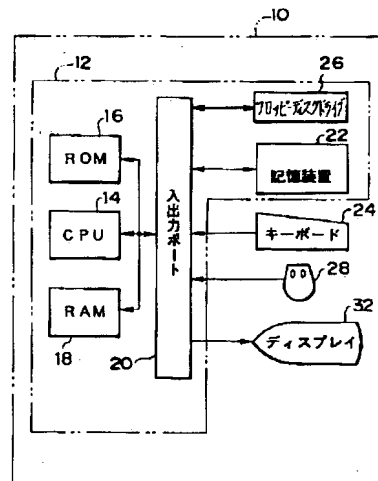 10
12
26
フロッピーディスクドライブ
16
ROM
22
記憶装置
24
キーボード
14
CPU
入出力ポート
28
32
ディスプレイ
RAM
18
20